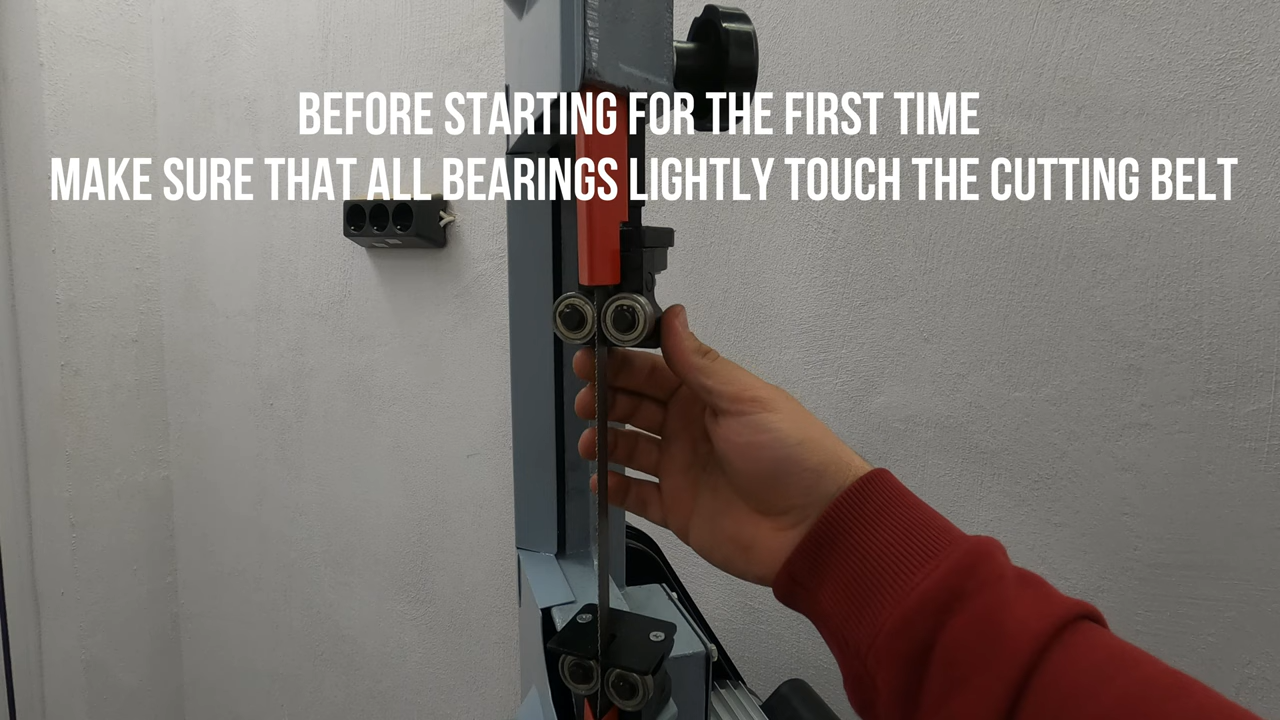 BEFORE STARTING FOR THE FIRST TIME
MAKE SURE THAT ALL BEARINGS LIGHTLY TOUCH THE CUTTING BELT